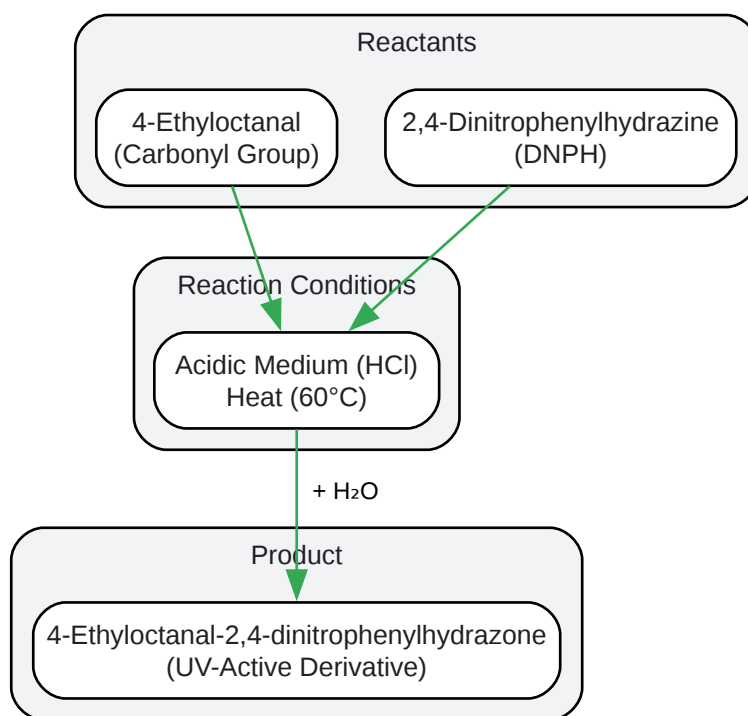 Reactants
4-Ethyloctanal
(Carbonyl Group)
2,4-Dinitrophenylhydrazine
(DNPH)
Reaction Conditions
Acidic Medium (HCl)
Heat (60°C)
+ H₂O
Product
4-Ethyloctanal-2,4-dinitrophenylhydrazone
(UV-Active Derivative)